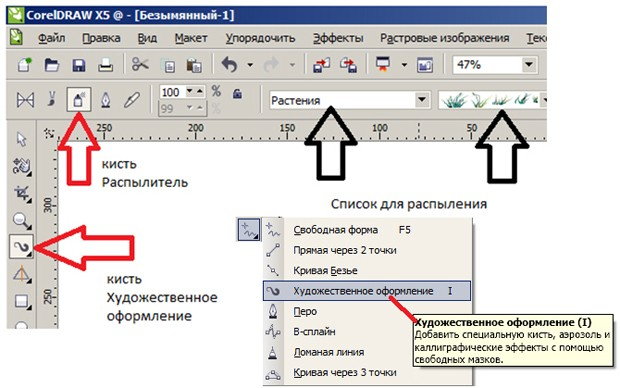 CorelDRAW X5 @ - [Безымянный-1]
Файл Правка Вид Макет Упорядочить Эффекты Растровые изображения
47%
100 %
99 %
Растения
250 200 150 100 50
300
250
кисть
Распылитель
Список для распыления
кисть
Художественное
оформление
Свободная форма F5
Прямая через 2 точки
Кривая Безье
Художественное оформление I
Перо
В-сплайн
Ломаная линия
Кривая через 3 точки
Художественное оформление (I)
Добавить специальную кисть, аэрозоль и
каллиграфические эффекты с помощью
свободных мазков.